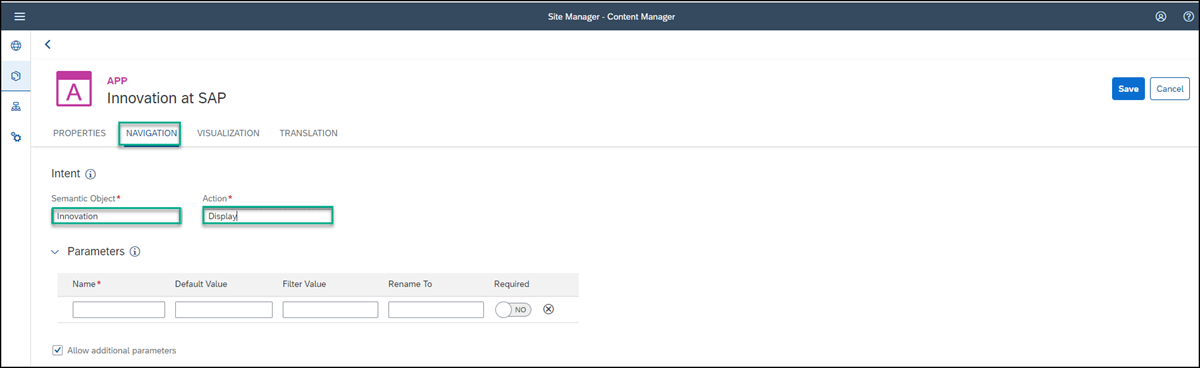 Site Manager - Content Manager
APP
A
Innovation at SAP
Save
Cancel
PROPERTIES NAVIGATION VISUALIZATION TRANSLATION
Intent
Semantic Object* Action*
Innovation Display
Parameters
Name* Default Value Filter Value Rename To Required
NO
Allow additional parameters